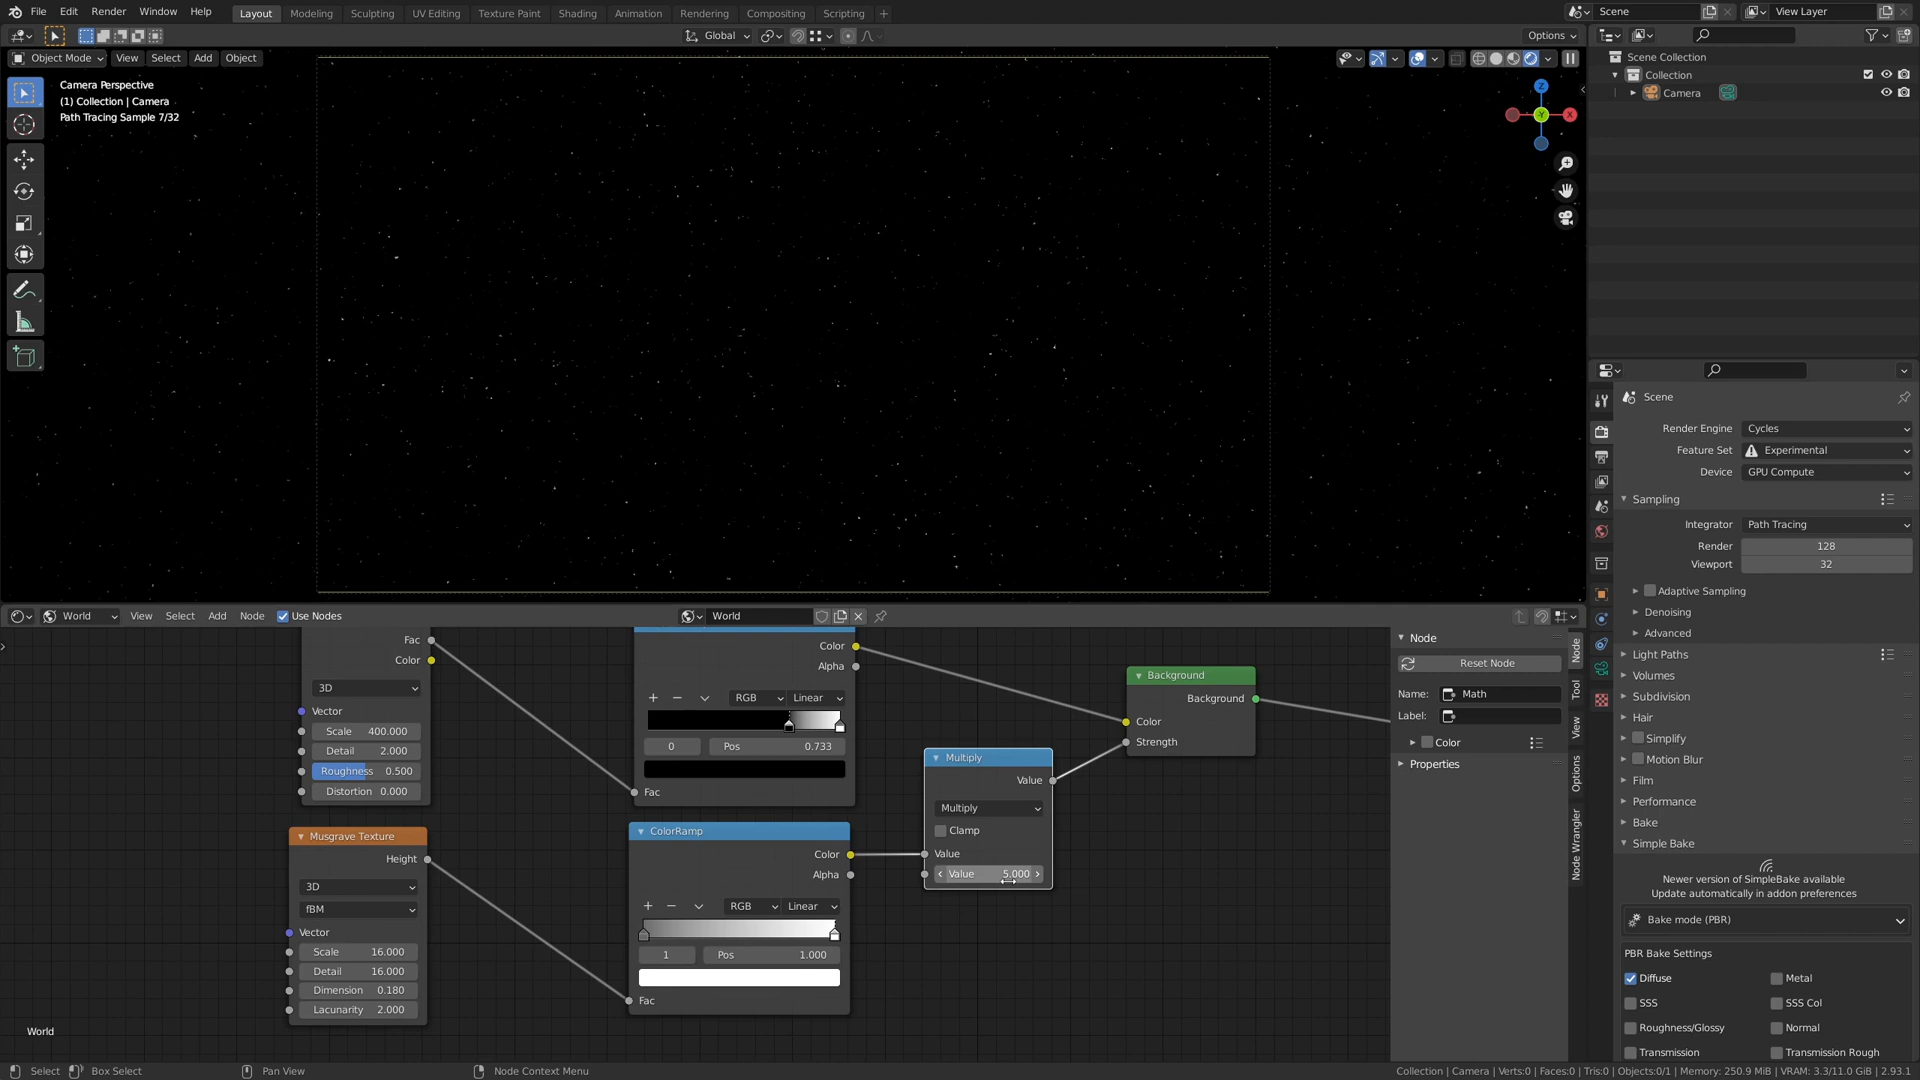 File Edit Render Window Help Layout Modeling Sculpting UV Editing Texture Paint Shading Animation Rendering Compositing Scripting + Scene View Layer
Global Options
Object Mode View Select Add Object
Camera Perspective
(1) Collection | Camera
Path Tracing Sample 7/32
Z
Y
X
Scene Collection
Collection
Camera
Scene
Render Engine Cycles
Feature Set Experimental
Device GPU Compute
Sampling
Integrator Path Tracing
Render 128
Viewport 32
Adaptive Sampling
Denoising
Advanced
Light Paths
Volumes
Subdivision
Hair
Simplify
Motion Blur
Film
Performance
Bake
Simple Bake
Newer version of SimpleBake available
Update automatically in addon preferences
Bake mode (PBR)
PBR Bake Settings
Diffuse Metal
SSS SSS Col
Roughness/Glossy Normal
Transmission Transmission Rough
World View Select Add Node Use Nodes World
Fac
Color
3D
Vector
Scale 400.000
Detail 2.000
Roughness 0.500
Distortion 0.000
Color
Alpha
RGB Linear
0 Pos 0.733
Fac
Musgrave Texture
Height
3D
fBM
Vector
Scale 16.000
Detail 16.000
Dimension 0.180
Lacunarity 2.000
ColorRamp
Color
Alpha
RGB Linear
1 Pos 1.000
Fac
Multiply
Value
Multiply
Clamp
Value
Value 5.000
Background
Background
Color
Strength
Node
Reset Node
Name: Math
Label:
Color
Properties
Node
Tool
View
Options
Node Wrangler
World
Select Box Select Pan View Node Context Menu Collection | Camera | Verts:0 | Faces:0 | Tris:0 | Objects:0/1 | Memory: 250.9 MiB | VRAM: 3.3/11.0 GiB | 2.93.1